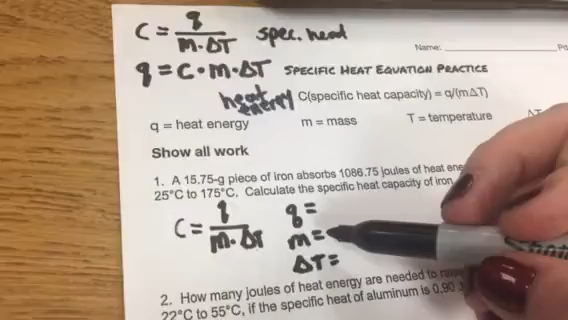 C = q / m · ΔT spec. heat
Name:
q = C · m · ΔT SPECIFIC HEAT EQUATION PRACTICE
heat energy C(specific heat capacity) = q/(mΔT)
q = heat energy m = mass T = temperature ΔT
Show all work
1. A 15.75-g piece of iron absorbs 1086.75 joules of heat
25°C to 175°C. Calculate the specific heat capacity of iron
C = q / m · ΔT
q =
m =
ΔT =
2. How many joules of heat energy are needed to
22°C to 55°C, if the specific heat of aluminum is 0.90